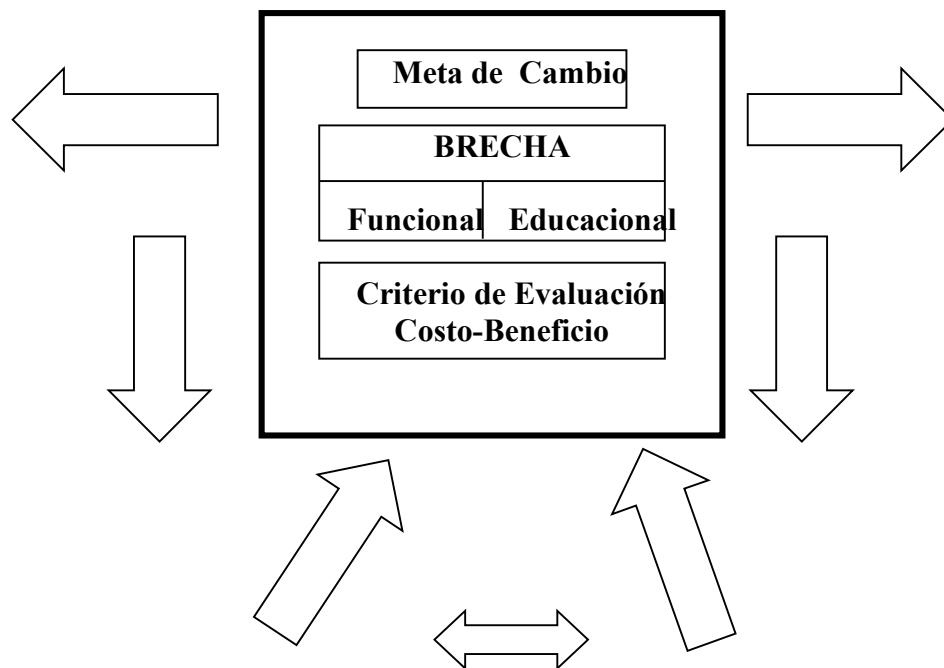 Meta de Cambio
BRECHA
Funcional Educacional
Criterio de Evaluación
Costo-Beneficio